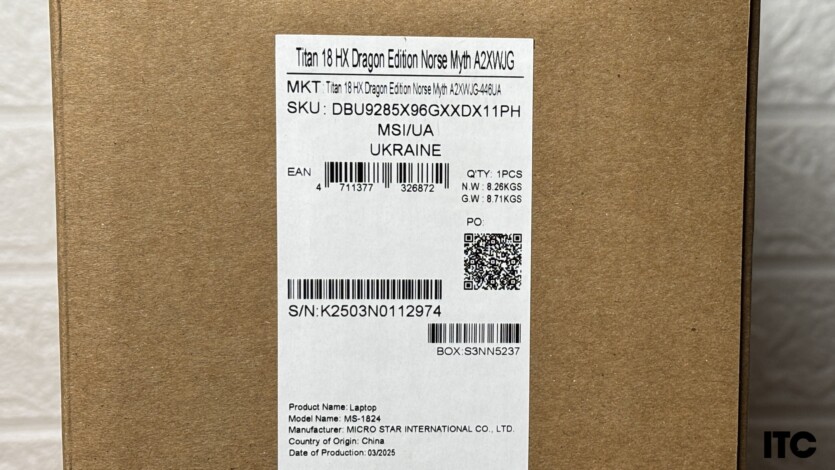 Titan 18 HX Dragon Edition Norse Myth A2XWJG
MKT: Titan 18 HX Dragon Edition Norse Myth A2XWJG-446UA
SKU: DBU9285X96GXXDX11PH
MSI/UA
UKRAINE
EAN
4 711377 326872
Q'TY: 1PCS
N.W : 8.26KGS
G.W : 8.71KGS
PO:
S/N:K2503N0112974
BOX:S3NN5237
Product Name: Laptop
Model Name: MS-1824
Manufacturer: MICRO STAR INTERNATIONAL CO., LTD.
Country of Origin: China
Date of Production: 03/2025
ITC